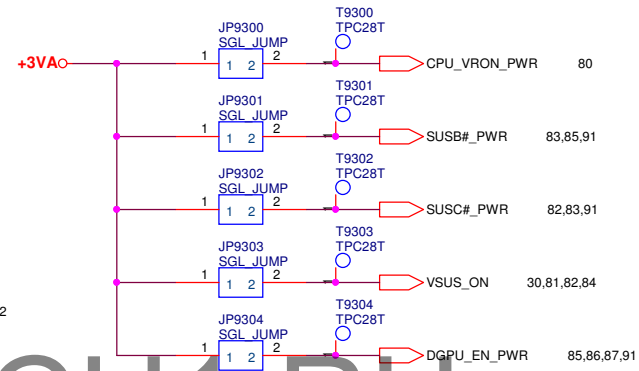 T9300
JP9300 TPC28T
SGL_JUMP
+3VA 1 1 2 2 CPU_VRON_PWR 80
T9301
JP9301 TPC28T
SGL_JUMP
1 1 2 2 SUSB#_PWR 83,85,91
T9302
JP9302 TPC28T
SGL_JUMP
1 1 2 2 SUSC#_PWR 82,83,91
T9303
JP9303 TPC28T
SGL_JUMP
1 1 2 2 VSUS_ON 30,81,82,84
2
T9304
JP9304 TPC28T
SGL_JUMP
1 1 2 2 DGPU_EN_PWR 85,86,87,91